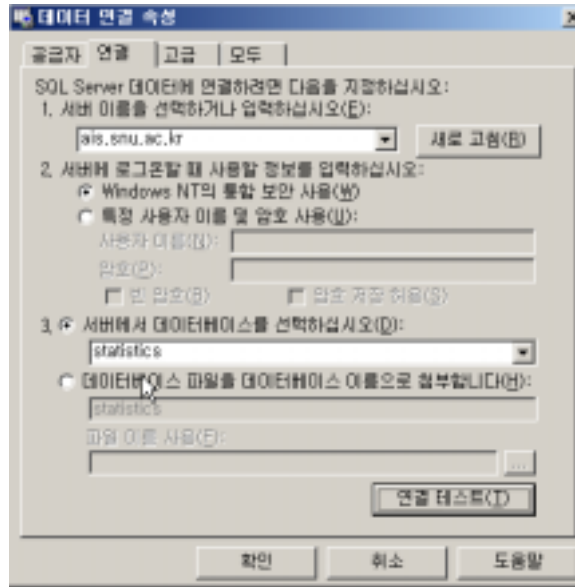 데이터 연결 속성
공급자 연결 고급 모두
SQL Server 데이터에 연결하려면 다음을 지정하십시오:
1. 서버 이름을 선택하거나 입력하십시오(E):
ais.snu.ac.kr 새로 고침(R)
2. 서버에 로그온할 때 사용할 정보를 입력하십시오:
Windows NT의 통합 보안 사용(W)
특정 사용자 이름 및 암호 사용(U):
사용자 이름(N):
암호(P):
빈 암호(B) 암호 저장 허용(S)
3. 서버에서 데이터베이스를 선택하십시오(D):
statistics
데이터베이스 파일을 데이터베이스 이름으로 첨부합니다(H):
statistics
파일 이름 사용(F):
...
연결 테스트(T)
확인 취소 도움말